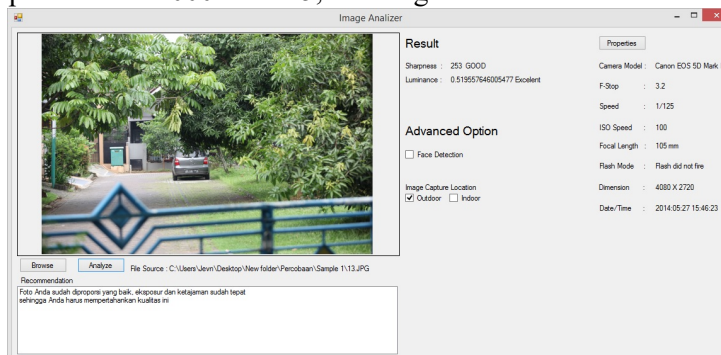 Image Analizer
Result
Sharpness : 253 GOOD
Luminance : 0.519557646005477 Excelent
Advanced Option
Face Detection
Image Capture Location
Outdoor Indoor
Properties
Camera Model : Canon EOS 5D Mark
F-Stop : 3.2
Speed : 1/125
ISO Speed : 100
Focal Length : 105 mm
Flash Mode : Flash did not fire
Dimension : 4080 X 2720
Date/Time : 2014:05:27 15:46:23
Browse Analyze File Source : C:\Users\Jevn\Desktop\New folder\Percobaan\Sample 1\13.JPG
Recommendation
Foto Anda sudah diproporsi yang baik, eksposur dan ketajaman sudah tepat
sehingga Anda harus mempertahankan kualitas ini